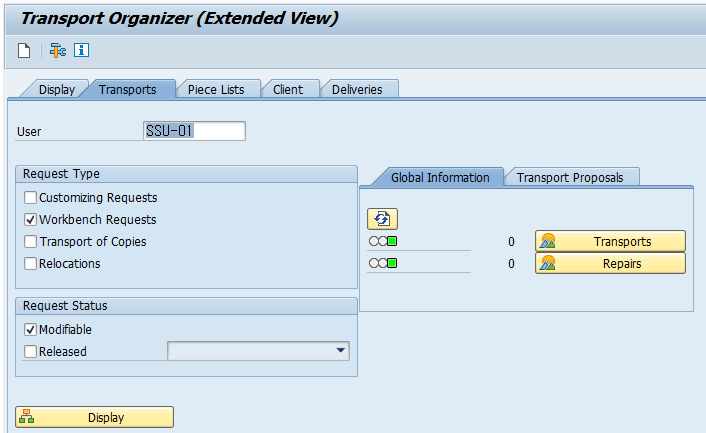 Transport Organizer (Extended View)
Display Transports Piece Lists Client Deliveries
User SSU-01
Request Type
Customizing Requests
Workbench Requests
Transport of Copies
Relocations
Global Information Transport Proposals
0 Transports
0 Repairs
Request Status
Modifiable
Released
Display